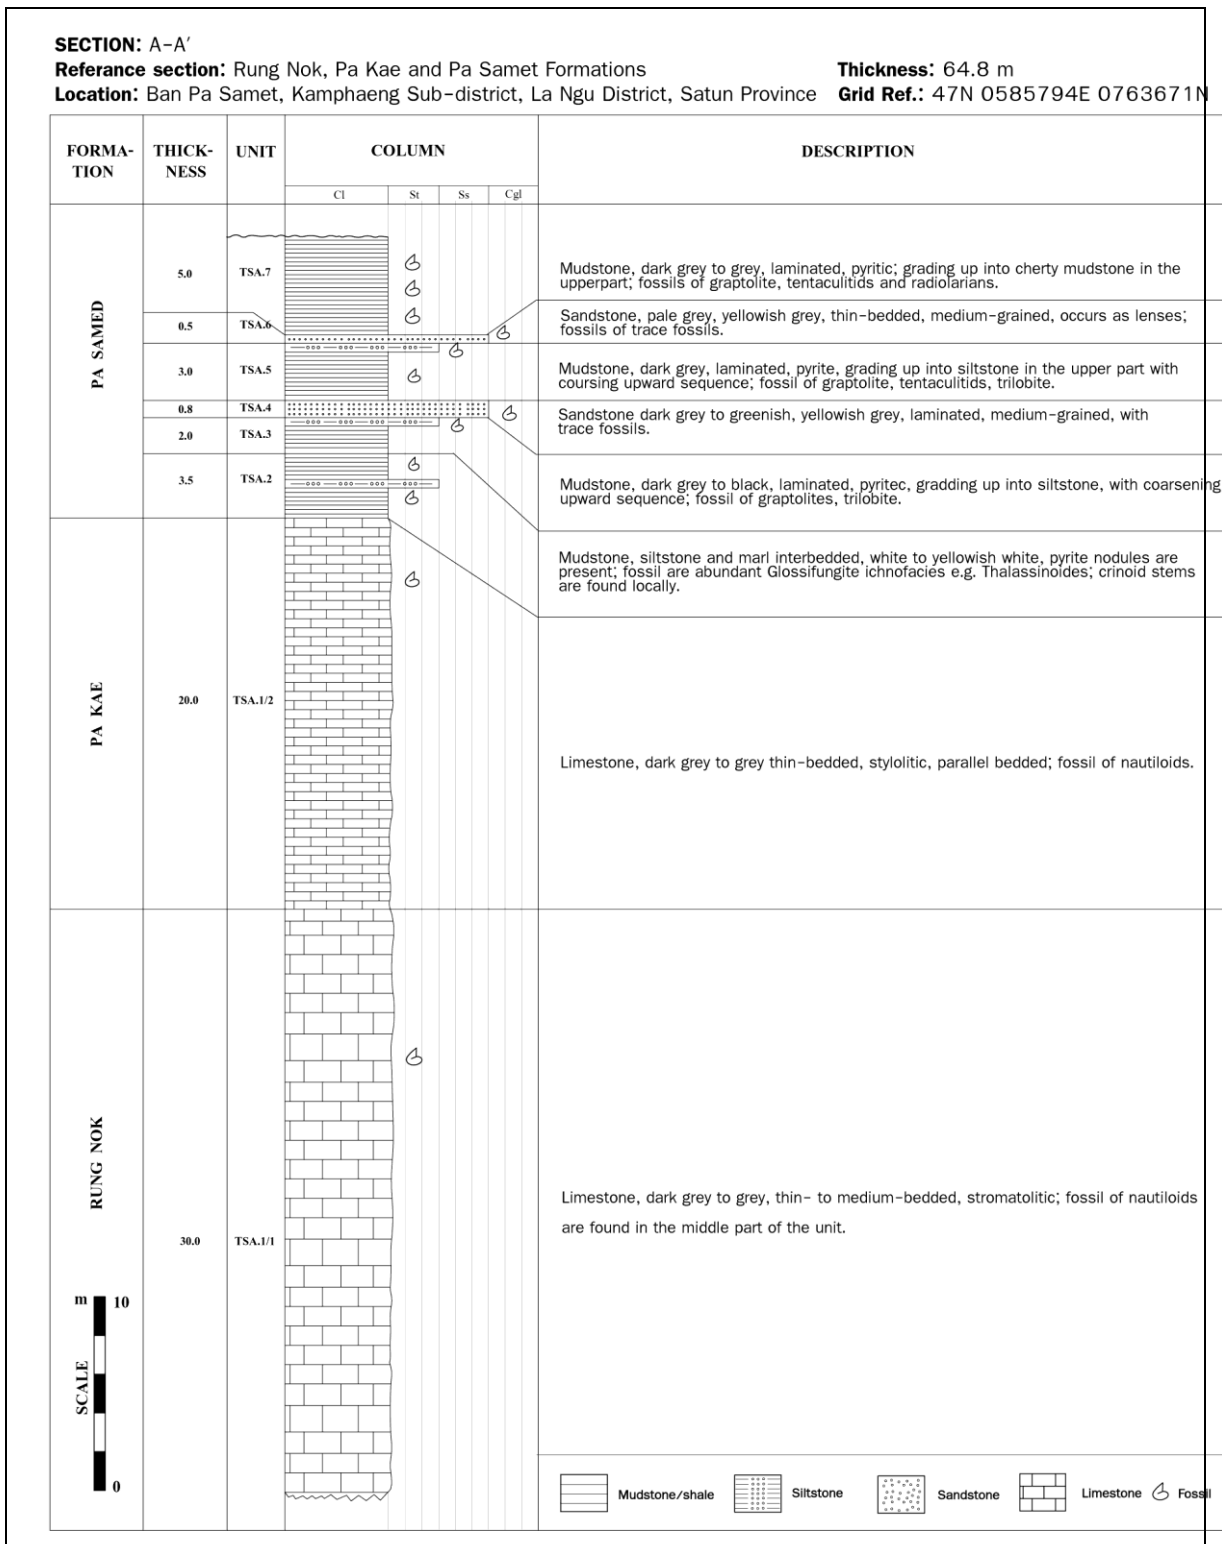 SECTION: A-A'
Referance section: Rung Nok, Pa Kae and Pa Samet Formations
Thickness: 64.8 m
Location: Ban Pa Samet, Kamphaeng Sub-district, La Ngu District, Satun Province
Grid Ref.: 47N 0585794E 0763671N
FORMA-
TION
THICK-
NESS
UNIT
COLUMN
DESCRIPTION
Cl St Ss Cgl
PA SAMED
5.0 TSA.7
Mudstone, dark grey to grey, laminated, pyritic; grading up into cherty mudstone in the
upperpart; fossils of graptolite, tentaculitids and radiolarians.
0.5 TSA.6
Sandstone, pale grey, yellowish grey, thin-bedded, medium-grained, occurs as lenses;
fossils of trace fossils.
3.0 TSA.5
Mudstone, dark grey, laminated, pyrite, grading up into siltstone in the upper part with
coursing upward sequence; fossil of graptolite, tentaculitids, trilobite.
0.8 TSA.4
Sandstone dark grey to greenish, yellowish grey, laminated, medium-grained, with
trace fossils.
2.0 TSA.3
Mudstone, dark grey to black, laminated, pyritec, gradding up into siltstone, with coarsening
upward sequence; fossil of graptolites, trilobite.
3.5 TSA.2
Mudstone, siltstone and marl interbedded, white to yellowish white, pyrite nodules are
present; fossil are abundant Glossifungite ichnofacies e.g. Thalassinoides; crinoid stems
are found locally.
PA KAE
20.0 TSA.1/2
Limestone, dark grey to grey thin-bedded, stylolitic, parallel bedded; fossil of nautiloids.
RUNG NOK
30.0 TSA.1/1
Limestone, dark grey to grey, thin- to medium-bedded, stromatolitic; fossil of nautiloids
are found in the middle part of the unit.
m 10
SCALE
0
Mudstone/shale Siltstone Sandstone Limestone Fossil